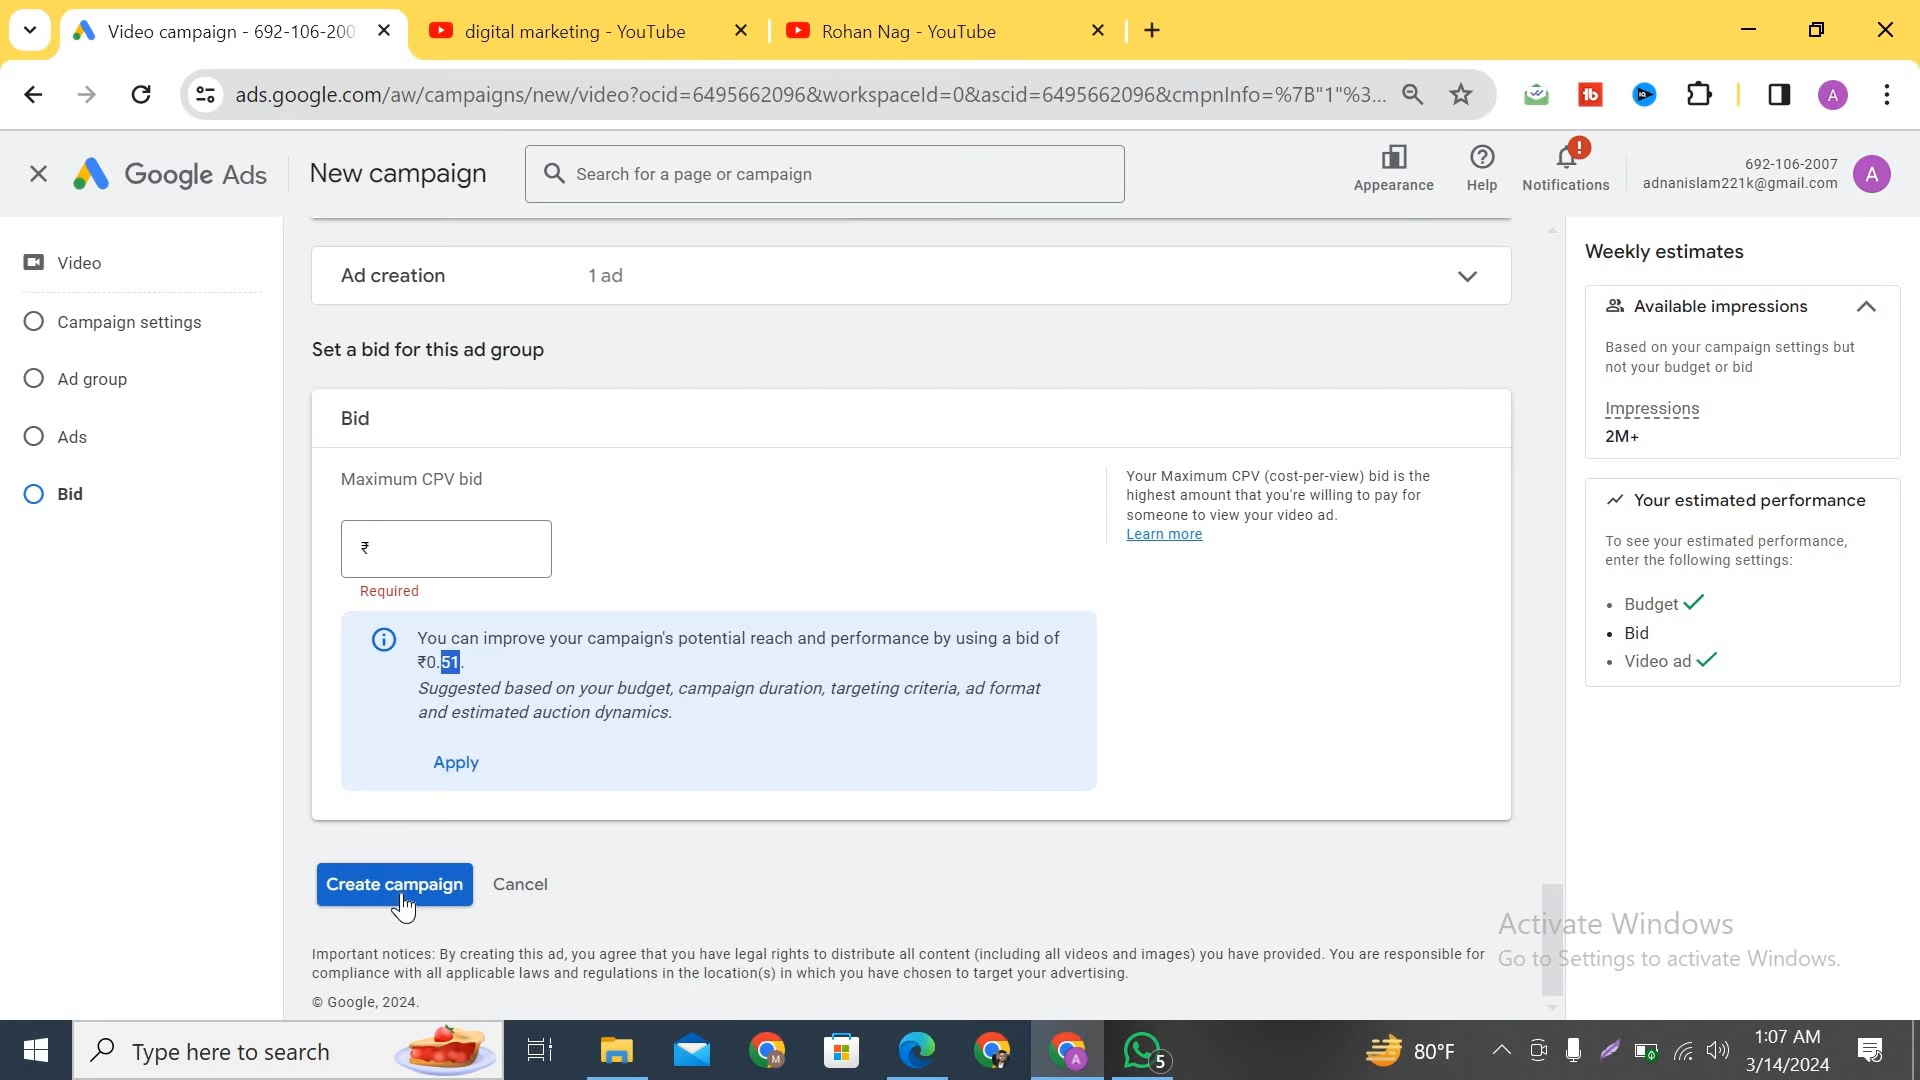 Video campaign - 692-106-200
digital marketing - YouTube
Rohan Nag - YouTube
ads.google.com/aw/campaigns/new/video?ocid=6495662096&workspaceId=0&ascid=6495662096&cmpnInfo=%7B"1"%3...
A
Google Ads
New campaign
Search for a page or campaign
Appearance
Help
Notifications
692-106-2007
adnanislam221k@gmail.com
A
Video
Campaign settings
Ad group
Ads
Bid
Ad creation
1 ad
Set a bid for this ad group
Bid
Maximum CPV bid
₹
Required
Your Maximum CPV (cost-per-view) bid is the
highest amount that you're willing to pay for
someone to view your video ad.
Learn more
You can improve your campaign's potential reach and performance by using a bid of
₹0.51.
Suggested based on your budget, campaign duration, targeting criteria, ad format
and estimated auction dynamics.
Apply
Create campaign
Cancel
Important notices: By creating this ad, you agree that you have legal rights to distribute all content (including all videos and images) you have provided. You are responsible for
compliance with all applicable laws and regulations in the location(s) in which you have chosen to target your advertising.
© Google, 2024.
Weekly estimates
Available impressions
Based on your campaign settings but
not your budget or bid
Impressions
2M+
Your estimated performance
To see your estimated performance,
enter the following settings:
• Budget
• Bid
• Video ad
Activate Windows
Go to Settings to activate Windows.
Type here to search
M
A
5
80°F
1:07 AM
3/14/2024